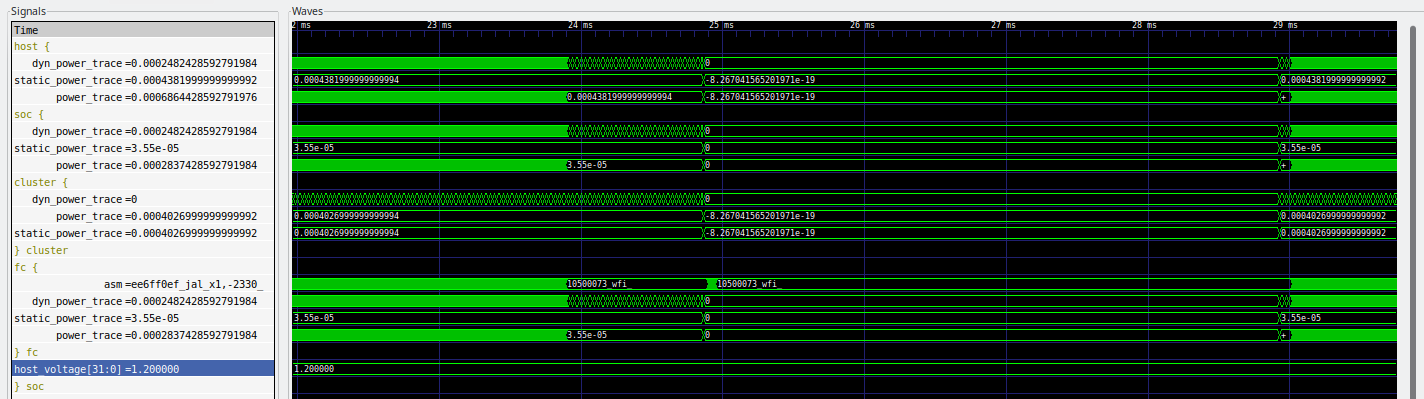 Signals Waves
Time 2 ms 23 ms 24 ms 25 ms 26 ms 27 ms 28 ms 29 ms
host {
dyn_power_trace =0.0002482428592791984 0
static_power_trace =0.0004381999999999992 0.0004381999999999994 -8.267041565201971e-19 0.0004381999999999992
power_trace =0.0006864428592791976 0.0004381999999999994 -8.267041565201971e-19 +
soc {
dyn_power_trace =0.0002482428592791984 0
static_power_trace =3.55e-05 3.55e-05 0 3.55e-05
power_trace =0.0002837428592791984 3.55e-05 0 +
cluster {
dyn_power_trace =0 0
power_trace =0.0004026999999999992 0.0004026999999999994 -8.267041565201971e-19 0.0004026999999999992
static_power_trace =0.0004026999999999992 0.0004026999999999994 -8.267041565201971e-19 0.0004026999999999992
} cluster
fc {
asm =ee6ff0ef_jal_x1,-2330_ 10500073_wfi_ 10500073_wfi_
dyn_power_trace =0.0002482428592791984 0
static_power_trace =3.55e-05 3.55e-05 0 3.55e-05
power_trace =0.0002837428592791984 3.55e-05 0 +
} fc
host_voltage[31:0] =1.200000 1.200000
} soc